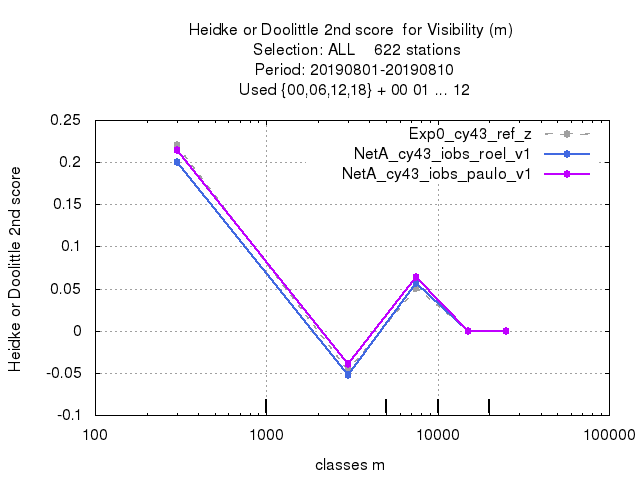 Heidke or Doolittle 2nd score  for Visibility (m)
Selection: ALL    622 stations
Period: 20190801-20190810
Used {00,06,12,18} + 00 01 ... 12
Exp0_cy43_ref_z
NetA_cy43_iobs_roel_v1
NetA_cy43_iobs_paulo_v1
0.25
0.2
0.15
0.1
0.05
0
-0.05
-0.1
Heidke or Doolittle 2nd score
100 1000 10000 100000
classes m